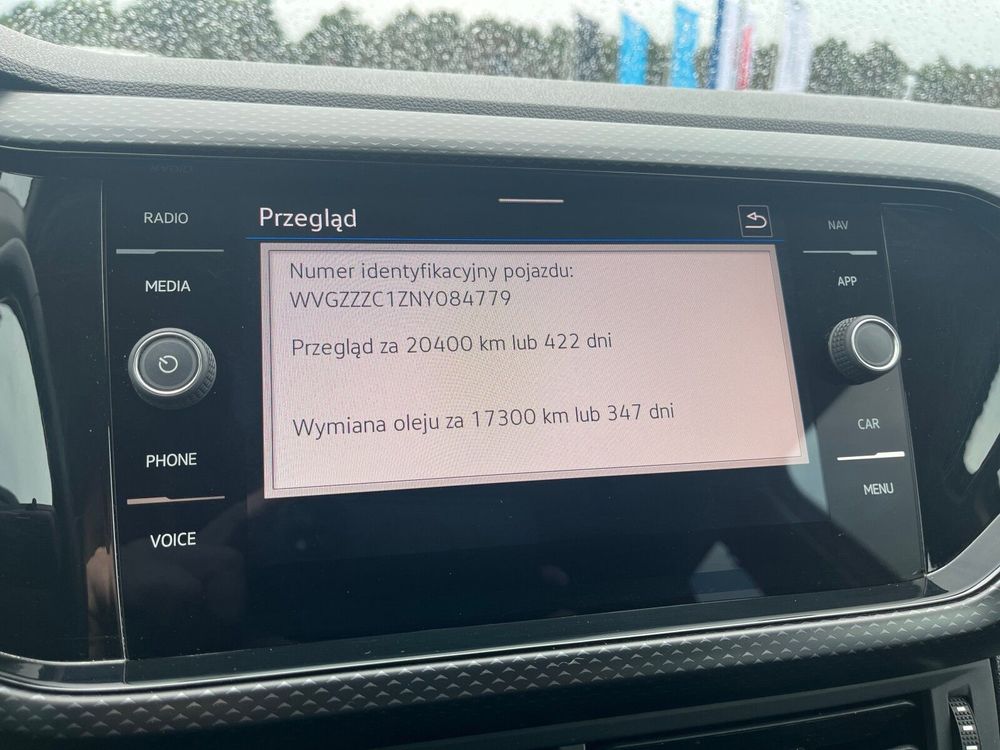 RADIO
MEDIA
PHONE
VOICE
Przegląd
Numer identyfikacyjny pojazdu:
WVGZZZC1ZNY084779
Przegląd za 20400 km lub 422 dni
Wymiana oleju za 17300 km lub 347 dni
NAV
APP
CAR
MENU